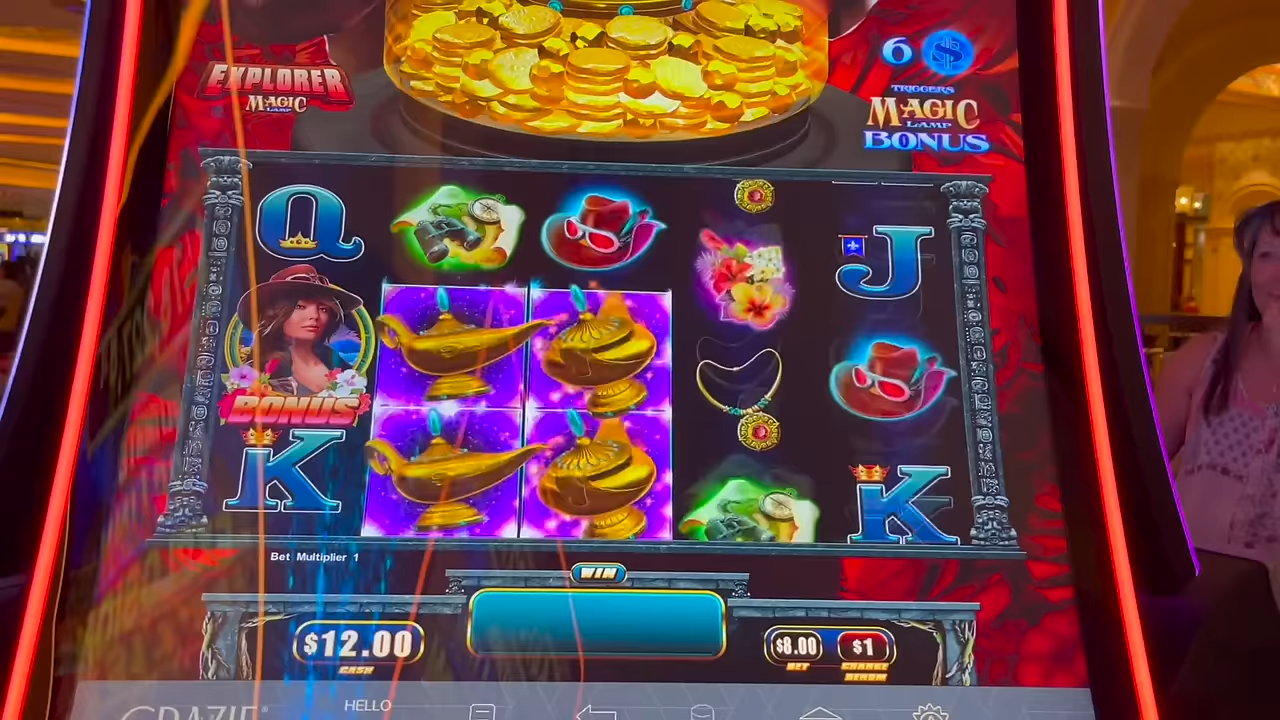 EXPLORER
MAGIC
LAMP
6 $
TRIGGERS
MAGIC
LAMP
BONUS
Q
J
BONUS
K
K
Bet Multiplier 1
WIN
$12.00
CASH
$8.00
BET
$1
CHANGE
DENOM
GRAZIE
HELLO